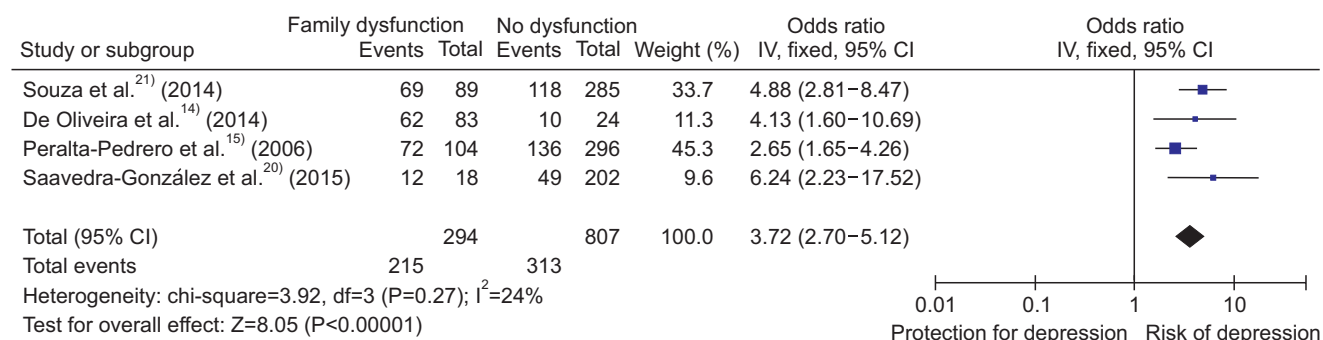 Family dysfunction No dysfunction Odds ratio Odds ratio
Study or subgroup Events Total Events Total Weight (%) IV, fixed, 95% CI IV, fixed, 95% CI
Souza et al.21) (2014) 69 89 118 285 33.7 4.88 (2.81−8.47)
De Oliveira et al.14) (2014) 62 83 10 24 11.3 4.13 (1.60−10.69)
Peralta-Pedrero et al.15) (2006) 72 104 136 296 45.3 2.65 (1.65−4.26)
Saavedra-González et al.20) (2015) 12 18 49 202 9.6 6.24 (2.23−17.52)
Total (95% CI) 294 807 100.0 3.72 (2.70−5.12)
Total events 215 313
Heterogeneity: chi-square=3.92, df=3 (P=0.27); I2=24%
0.01 0.1 1 10
Test for overall effect: Z=8.05 (P<0.00001)
Protection for depression Risk of depression